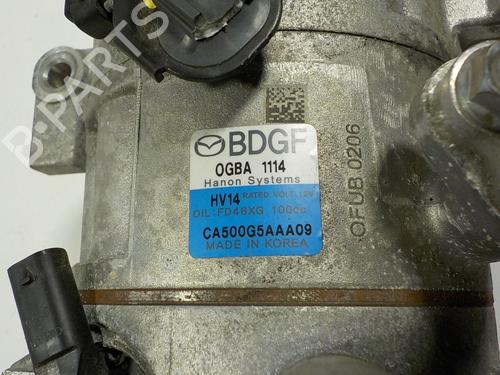 B-PARTS
BDGF
OGBA 1114
Hanon Systems
HV14 RATED VOLT 12V
OIL:FD46XG 100cc
CA500G5AAA09
MADE IN KOREA
OFUB 0206